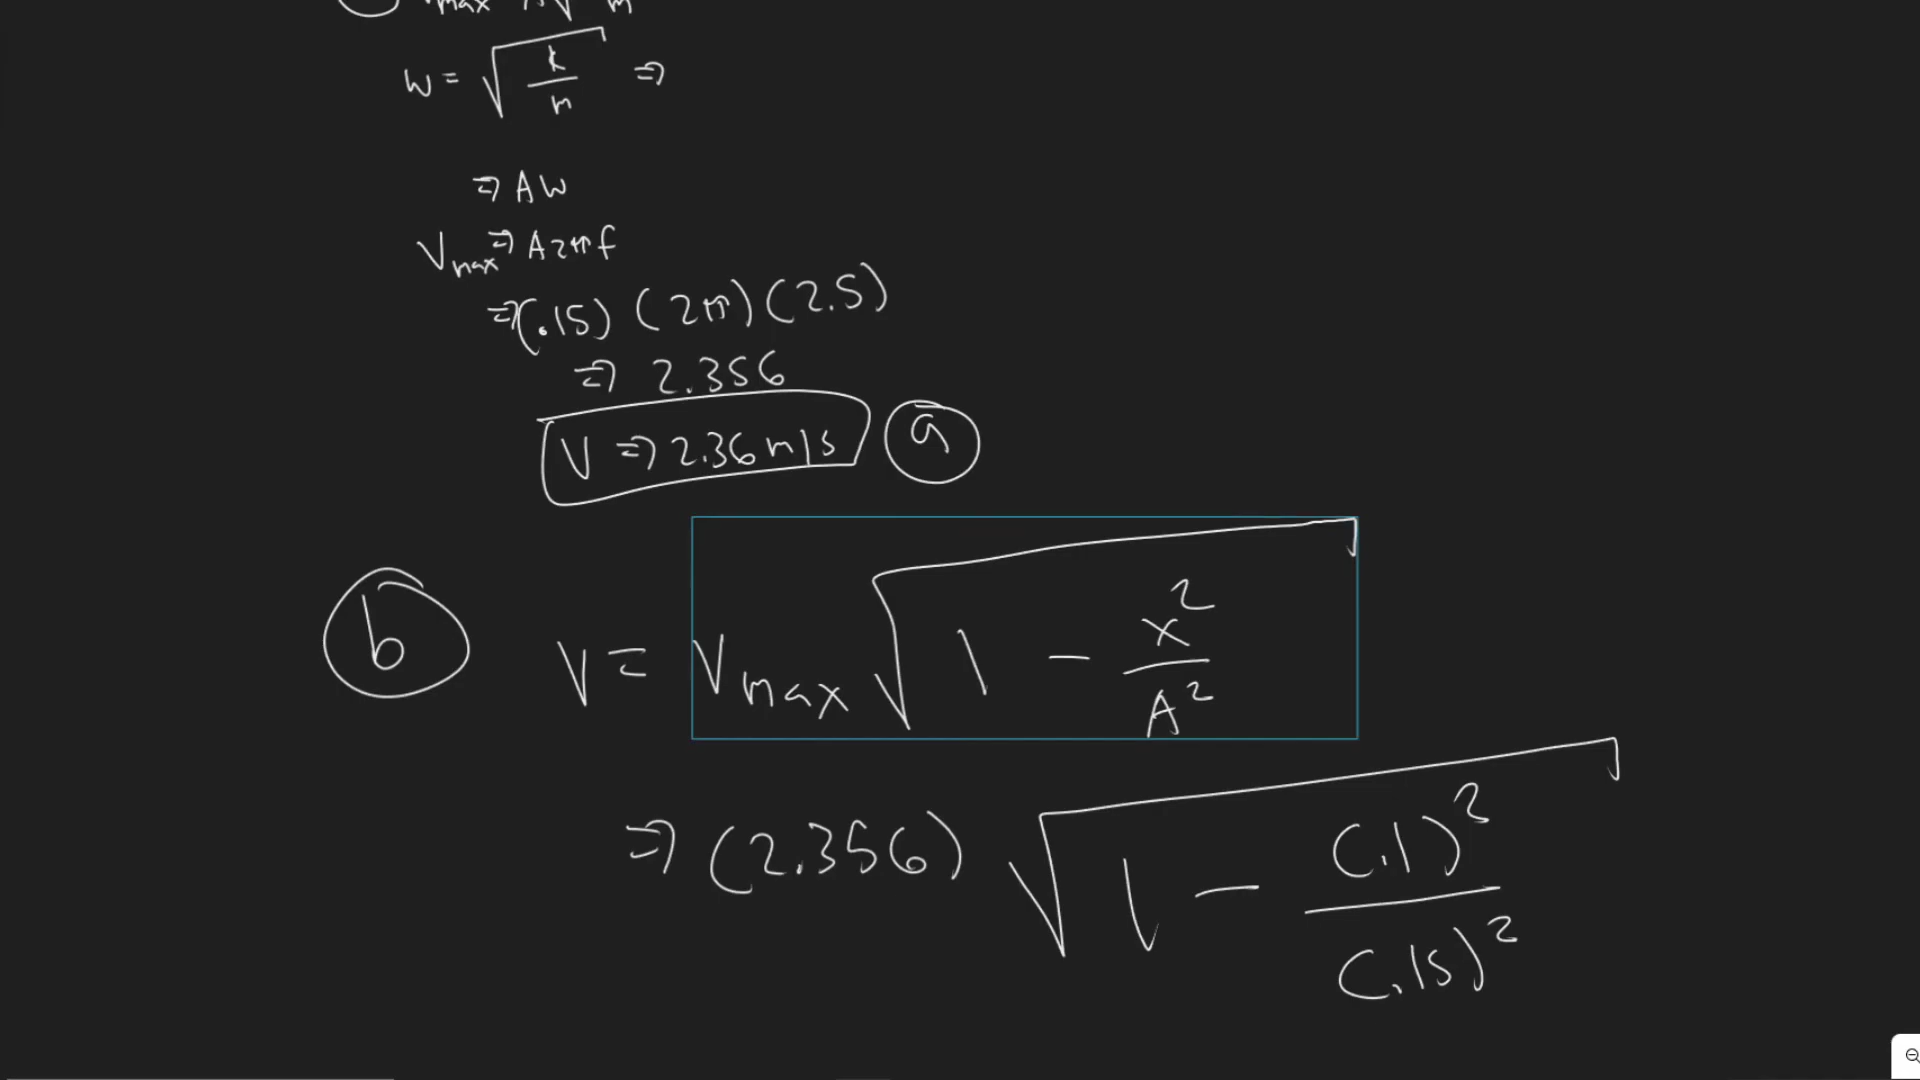 max m
w = √(k/m) ⇒
⇒ Aw
Vmax ⇒ A2πf
⇒ (.15) (2π) (2.5)
⇒ 2.356
V ⇒ 2.36 m/s a
b V = Vmax √(1 - x²/A²)
⇒ (2.356) √(1 - (.1)²/(.15)²)